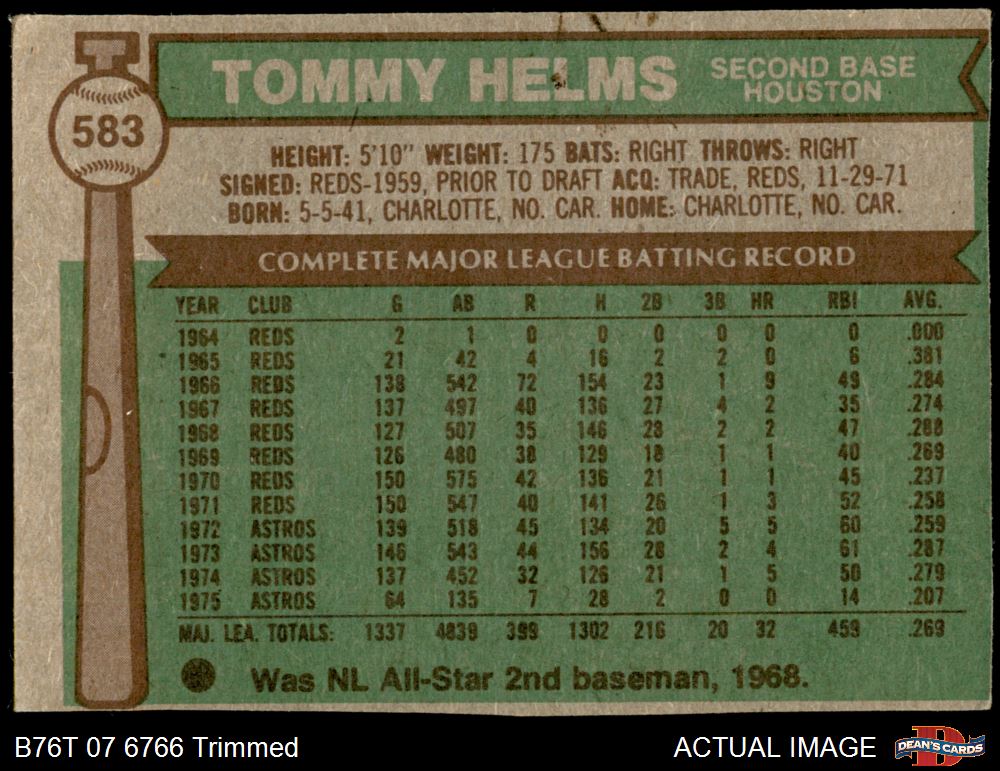 TOMMY HELMS SECOND BASE
HOUSTON
583
HEIGHT: 5'10" WEIGHT: 175 BATS: RIGHT THROWS: RIGHT
SIGNED: REDS-1959, PRIOR TO DRAFT ACQ: TRADE, REDS, 11-29-71
BORN: 5-5-41, CHARLOTTE, NO. CAR. HOME: CHARLOTTE, NO. CAR.
COMPLETE MAJOR LEAGUE BATTING RECORD
YEAR CLUB G AB R H 2B 3B HR RBI AVG.
1964 REDS 2 1 0 0 0 0 0 0 .000
1965 REDS 21 42 4 16 2 2 0 6 .381
1966 REDS 138 542 72 154 23 1 9 49 .284
1967 REDS 137 497 40 136 27 4 2 35 .274
1968 REDS 127 507 35 146 28 2 2 47 .288
1969 REDS 126 480 38 129 18 1 1 40 .269
1970 REDS 150 575 42 136 21 1 1 45 .237
1971 REDS 150 547 40 141 26 1 3 52 .258
1972 ASTROS 139 518 45 134 20 5 5 60 .259
1973 ASTROS 146 543 44 156 28 2 4 61 .287
1974 ASTROS 137 452 32 126 21 1 5 50 .279
1975 ASTROS 64 135 7 28 2 0 0 14 .207
MAJ. LEA. TOTALS: 1337 4839 399 1302 216 20 32 459 .269
Was NL All-Star 2nd baseman, 1968.
B76T 07 6766 Trimmed ACTUAL IMAGE DEAN'S CARDS